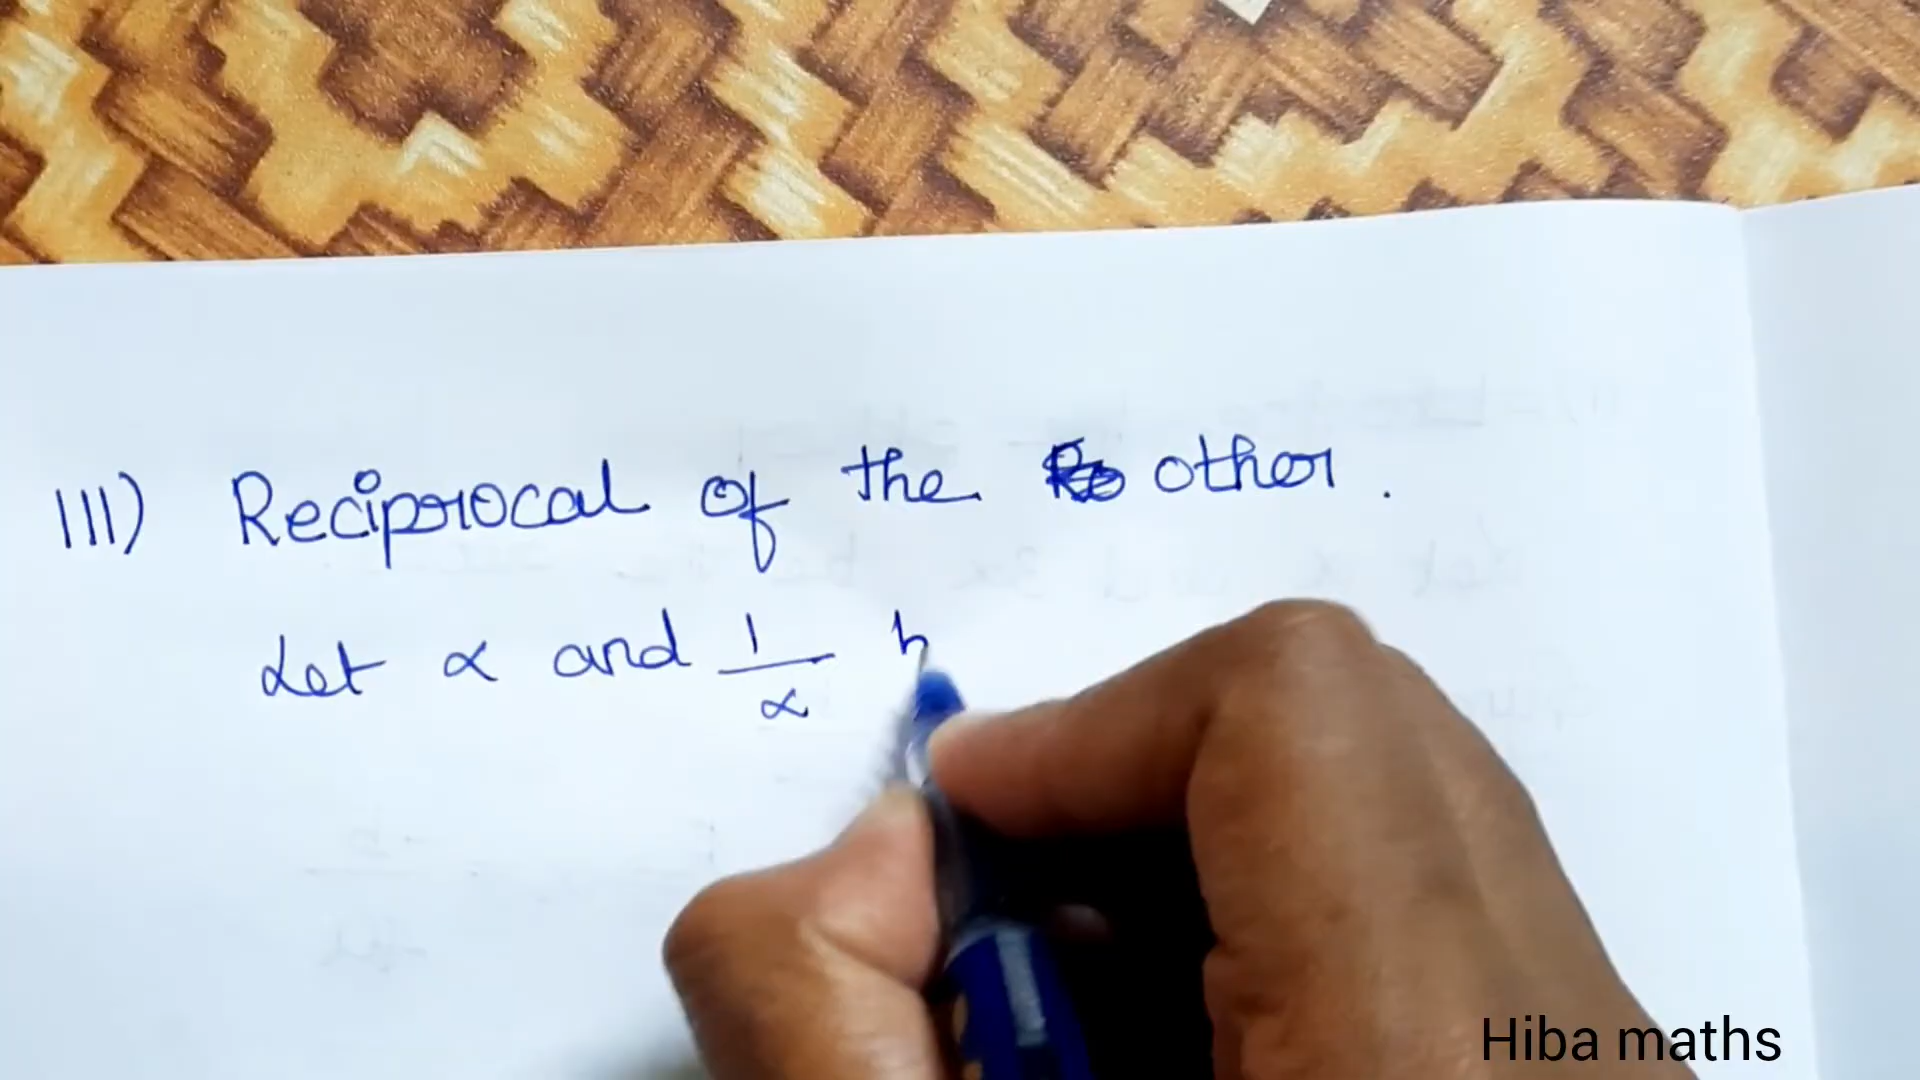 III) Reciprocal of the other.
Let α and 1/α
Hiba maths